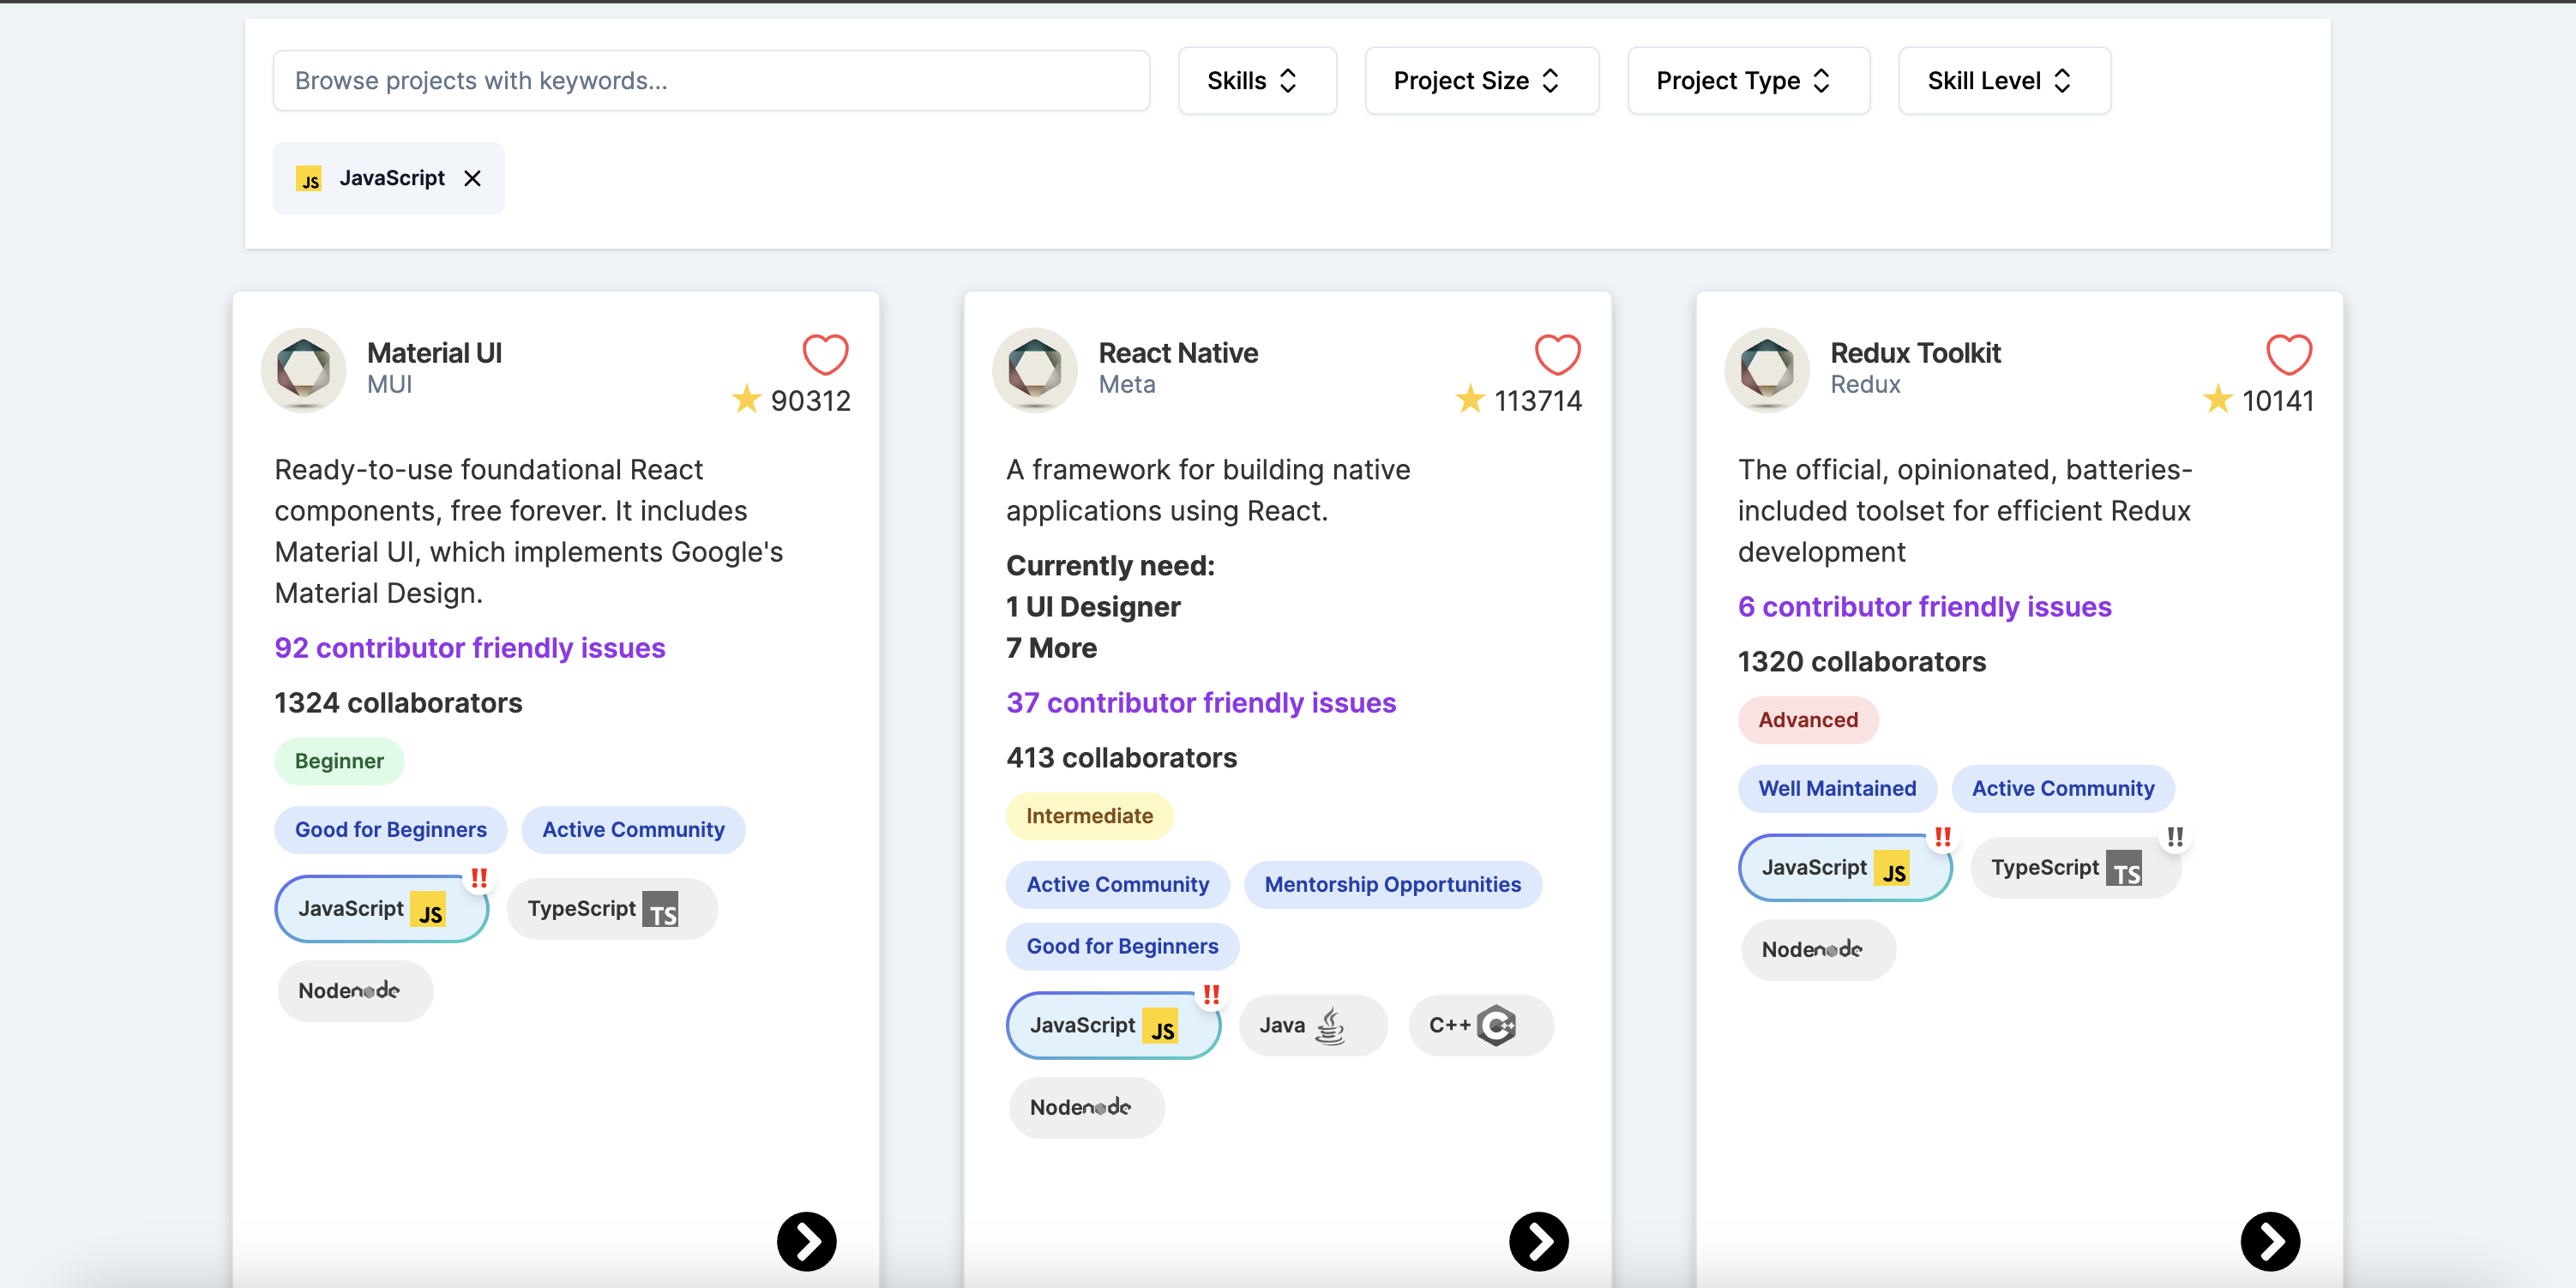 Browse projects with keywords...
Skills
Project Size
Project Type
Skill Level
JS JavaScript
Material UI
MUI
90312
Ready-to-use foundational React
components, free forever. It includes
Material UI, which implements Google's
Material Design.
92 contributor friendly issues
1324 collaborators
Beginner
Good for Beginners
Active Community
JavaScript JS
!!
TypeScript TS
Node node
React Native
Meta
113714
A framework for building native
applications using React.
Currently need:
1 UI Designer
7 More
37 contributor friendly issues
413 collaborators
Intermediate
Active Community
Mentorship Opportunities
Good for Beginners
JavaScript JS
!!
Java
C++ C++
Node node
Redux Toolkit
Redux
10141
The official, opinionated, batteries-
included toolset for efficient Redux
development
6 contributor friendly issues
1320 collaborators
Advanced
Well Maintained
Active Community
JavaScript JS
!!
TypeScript TS
!!
Node node